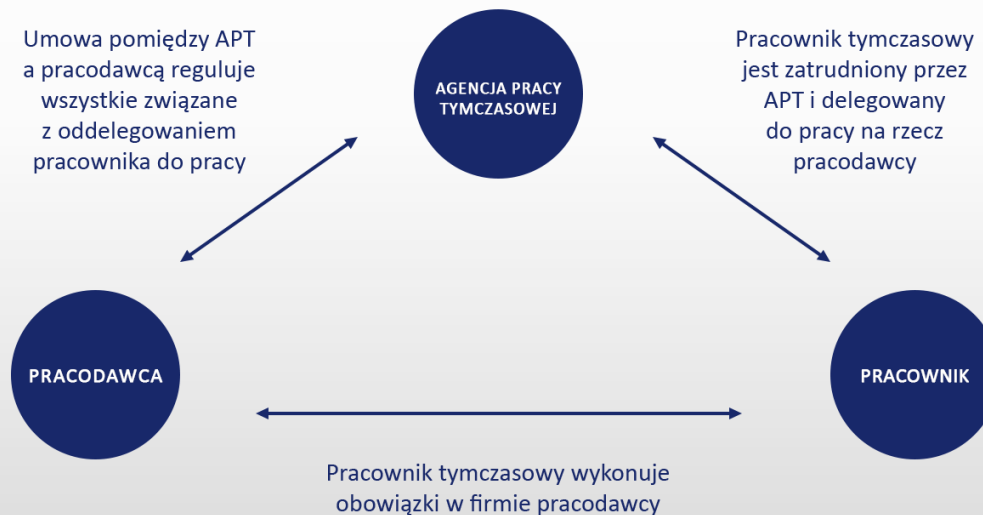 Umowa pomiędzy APT
a pracodawcą reguluje
wszystkie związane
z oddelegowaniem
pracownika do pracy
AGENCJA PRACY
TYMCZASOWEJ
Pracownik tymczasowy
jest zatrudniony przez
APT i delegowany
do pracy na rzecz
pracodawcy
PRACODAWCA
PRACOWNIK
Pracownik tymczasowy wykonuje
obowiązki w firmie pracodawcy